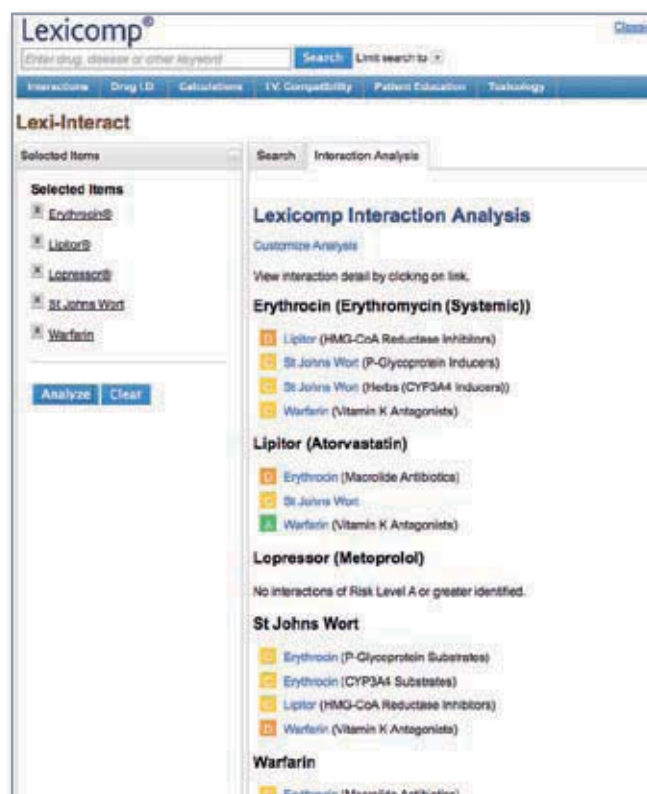 Lexicomp®
Classic
Enter drug, disease or other keyword
Search
Limit search to
Interactions Drug I.D. Calculations I.V. Compatibility Patient Education Toxicology
Lexi-Interact
Selected Items
Search Interaction Analysis
Selected Items
X Erythrocin®
X Lipitor®
X Lopressor®
X St Johns Wort
X Warfarin
Analyze Clear
Lexicomp Interaction Analysis
Customize Analysis
View interaction detail by clicking on link.
Erythrocin (Erythromycin (Systemic))
D Lipitor (HMG-CoA Reductase Inhibitors)
C St Johns Wort (P-Glycoprotein Inducers)
C St Johns Wort (Herbs (CYP3A4 Inducers))
C Warfarin (Vitamin K Antagonists)
Lipitor (Atorvastatin)
D Erythrocin (Macrolide Antibiotics)
C St Johns Wort
A Warfarin (Vitamin K Antagonists)
Lopressor (Metoprolol)
No interactions of Risk Level A or greater identified.
St Johns Wort
C Erythrocin (P-Glycoprotein Substrates)
C Erythrocin (CYP3A4 Substrates)
C Lipitor (HMG-CoA Reductase Inhibitors)
D Warfarin (Vitamin K Antagonists)
Warfarin
Erythrocin (Macrolide Antibiotics)